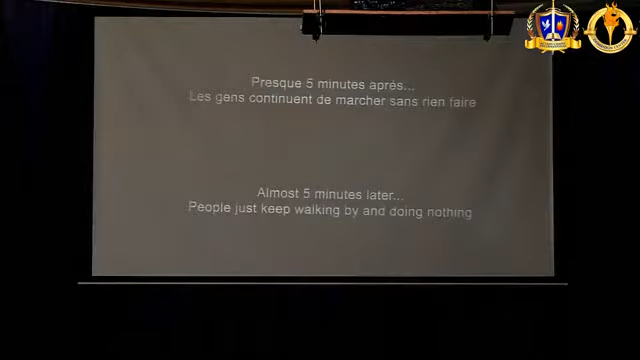 Presque 5 minutes après...
Les gens continuent de marcher sans rien faire
Almost 5 minutes later...
People just keep walking by and doing nothing